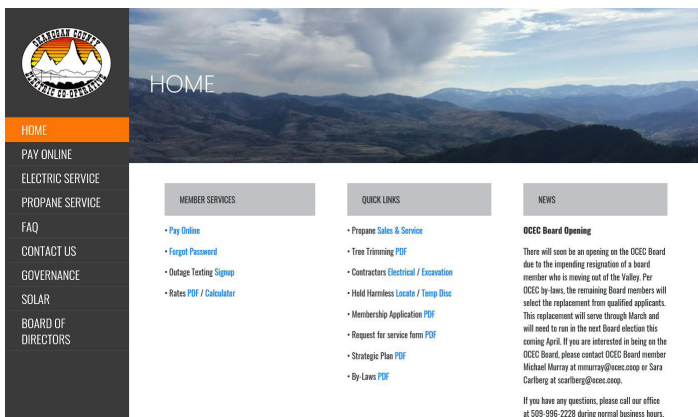 OKANOGAN COUNTY
ELECTRIC CO-OPERATIVE
HOME
HOME
PAY ONLINE
ELECTRIC SERVICE
PROPANE SERVICE
FAQ
CONTACT US
GOVERNANCE
SOLAR
BOARD OF
DIRECTORS
MEMBER SERVICES
• Pay Online
• Forgot Password
• Outage Texting Signup
• Rates PDF / Calculator
QUICK LINKS
• Propane Sales & Service
• Tree Trimming PDF
• Contractors Electrical / Excavation
• Hold Harmless Locate / Temp Disc
• Membership Application PDF
• Request for service form PDF
• Strategic Plan PDF
• By-Laws PDF
NEWS
OCEC Board Opening
There will soon be an opening on the OCEC Board
due to the impending resignation of a board
member who is moving out of the Valley. Per
OCEC by-laws, the remaining Board members will
select the replacement from qualified applicants.
This replacement will serve through March and
will need to run in the next Board election this
coming April. If you are interested in being on the
OCEC Board, please contact OCEC Board member
Michael Murray at mmurray@ocec.coop or Sara
Carlberg at scarlberg@ocec.coop.
If you have any questions, please call our office
at 509-996-2228 during normal business hours.